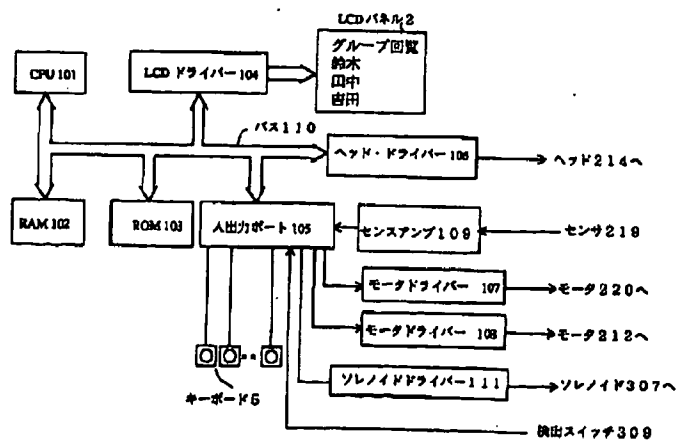 LCDパネル2
グループ回覧
鈴木
田中
吉田
CPU 101
LCD ドライバー 104
バス110
ヘッド・ドライバー 106
ヘッド214へ
RAM 102
ROM 103
入出力ポート 105
センスアンプ109
センサ219
モータドライバー 107
モータ220へ
モータドライバー 108
モータ212へ
ソレノイドドライバー111
ソレノイド307へ
キーボード6
検出スイッチ309